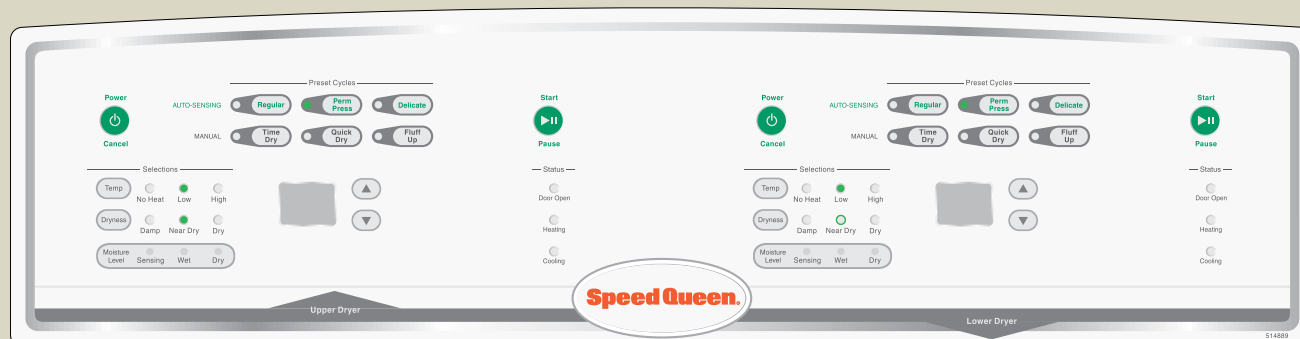 Preset Cycles
Power
AUTO-SENSING
Regular
Perm
Press
Delicate
Start
Cancel
MANUAL
Time
Dry
Quick
Dry
Fluff
Up
Pause
Selections
Status
Temp
No Heat
Low
High
Door Open
Dryness
Damp
Near Dry
Dry
Heating
Moisture
Level
Sensing
Wet
Dry
Cooling
Upper Dryer
Speed Queen.
Preset Cycles
Power
AUTO-SENSING
Regular
Perm
Press
Delicate
Start
Cancel
MANUAL
Time
Dry
Quick
Dry
Fluff
Up
Pause
Selections
Status
Temp
No Heat
Low
High
Door Open
Dryness
Damp
Near Dry
Dry
Heating
Moisture
Level
Sensing
Wet
Dry
Cooling
Lower Dryer
514889